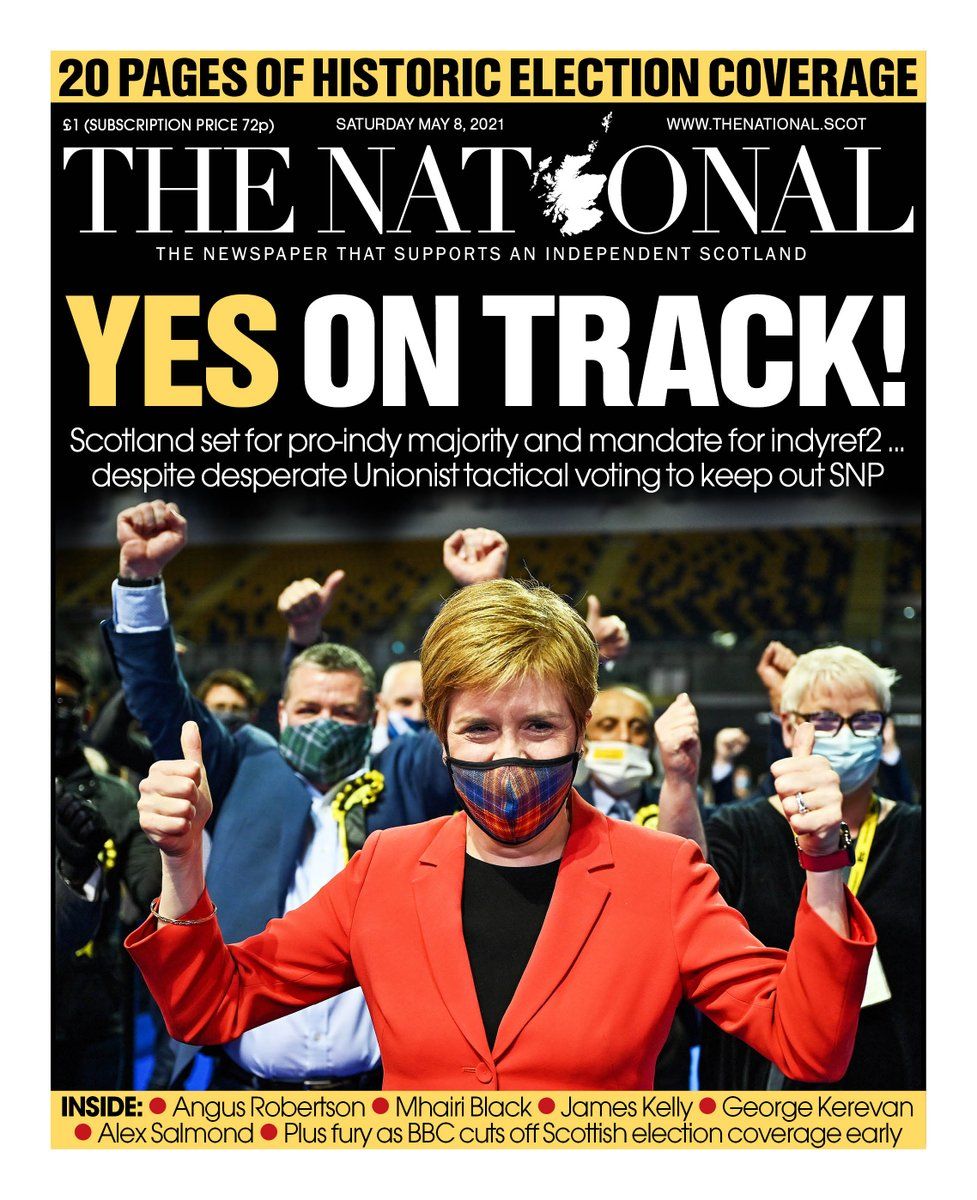 20 PAGES OF HISTORIC ELECTION COVERAGE
£1 (SUBSCRIPTION PRICE 72p) SATURDAY MAY 8, 2021 WWW.THENATIONAL.SCOT
THE NATIONAL
THE NEWSPAPER THAT SUPPORTS AN INDEPENDENT SCOTLAND
YES ON TRACK!
Scotland set for pro-indy majority and mandate for indyref2 ...
despite desperate Unionist tactical voting to keep out SNP
INSIDE: ● Angus Robertson ● Mhairi Black ● James Kelly ● George Kerevan
● Alex Salmond ● Plus fury as BBC cuts off Scottish election coverage early